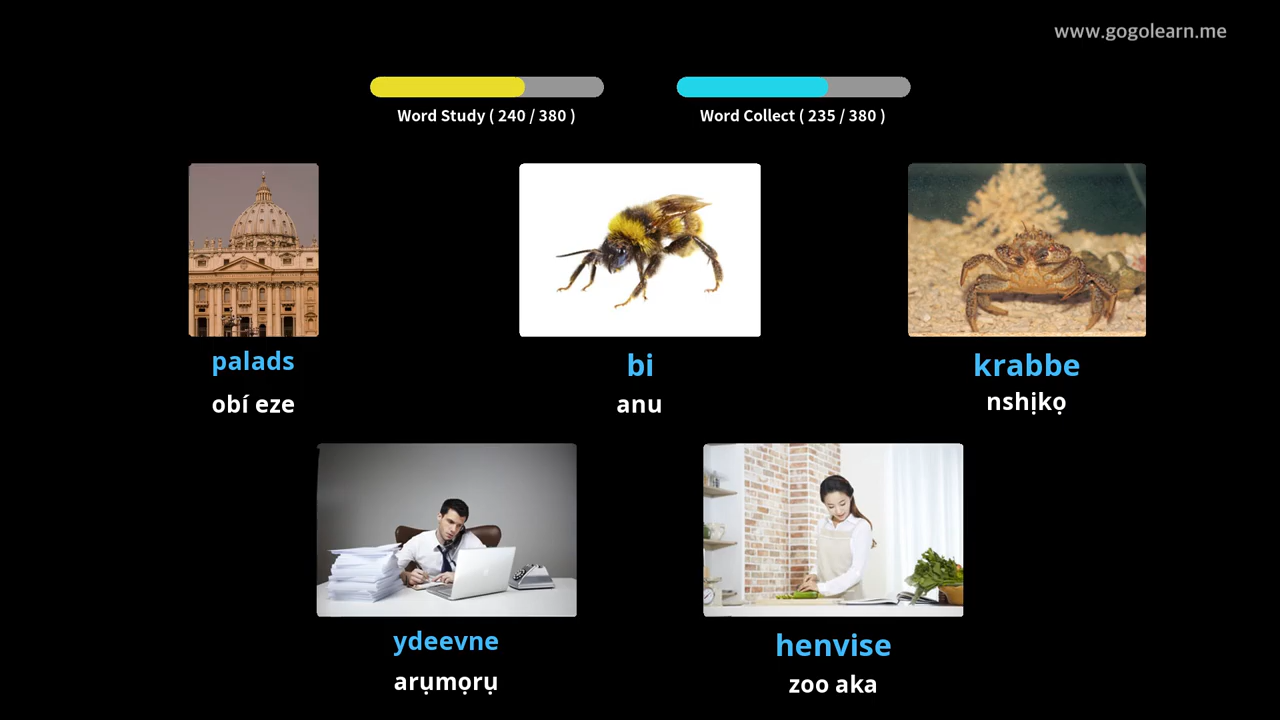 www.gogolearn.me
Word Study ( 240 / 380 )
Word Collect ( 235 / 380 )
palads
obí eze
bi
anu
krabbe
nshịkọ
ydeevne
arụmọrụ
henvise
zoo aka